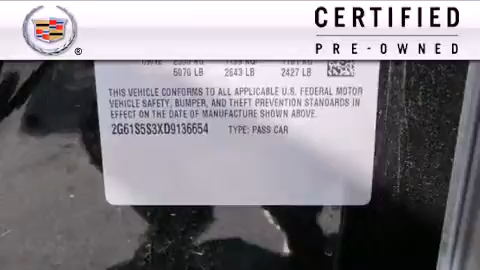 CERTIFIED
PRE-OWNED
®
5070 LB 2643 LB 2427 LB
THIS VEHICLE CONFORMS TO ALL APPLICABLE U.S. FEDERAL MOTOR
VEHICLE SAFETY, BUMPER, AND THEFT PREVENTION STANDARDS IN
EFFECT ON THE DATE OF MANUFACTURE SHOWN ABOVE.
2G61S5S3XD9136654 TYPE: PASS CAR